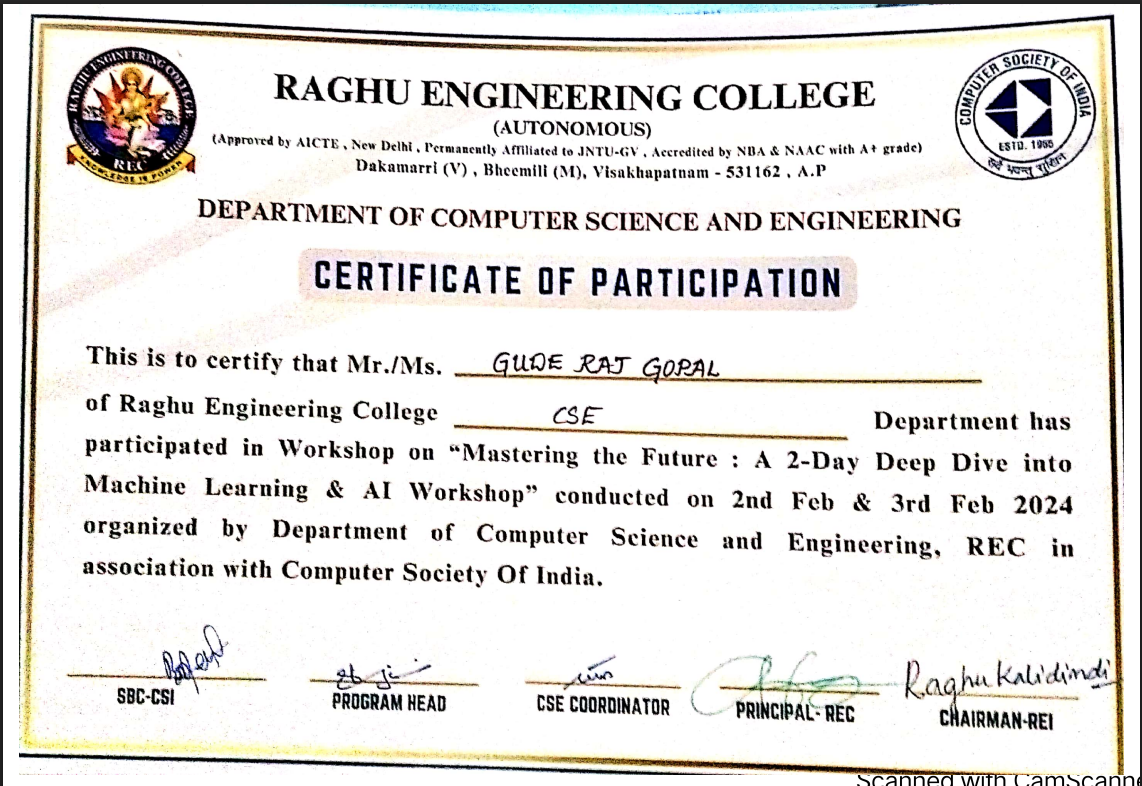 RAGHU ENGINEERING COLLEGE
REC
KNOWLEDGE IS POWER
RAGHU ENGINEERING COLLEGE
(AUTONOMOUS)
(Approved by AICTE , New Delhi , Permanently Affiliated to JNTU-GV , Accredited by NBA & NAAC with A+ grade)
Dakamarri (V) , Bheemili (M), Visakhapatnam - 531162 , A.P
COMPUTER SOCIETY OF INDIA
ESTD. 1965
सर्वे भवन्तु सुखिनः
DEPARTMENT OF COMPUTER SCIENCE AND ENGINEERING
CERTIFICATE OF PARTICIPATION
This is to certify that Mr./Ms. GUDE RAJ GOPAL
of Raghu Engineering College CSE Department has
participated in Workshop on “Mastering the Future : A 2-Day Deep Dive into
Machine Learning & AI Workshop” conducted on 2nd Feb & 3rd Feb 2024
organized by Department of Computer Science and Engineering, REC in
association with Computer Society Of India.
Raghu Kalidindi
SBC-CSI
PROGRAM HEAD
CSE COORDINATOR
PRINCIPAL- REC
CHAIRMAN-REI
Scanned with CamScanne